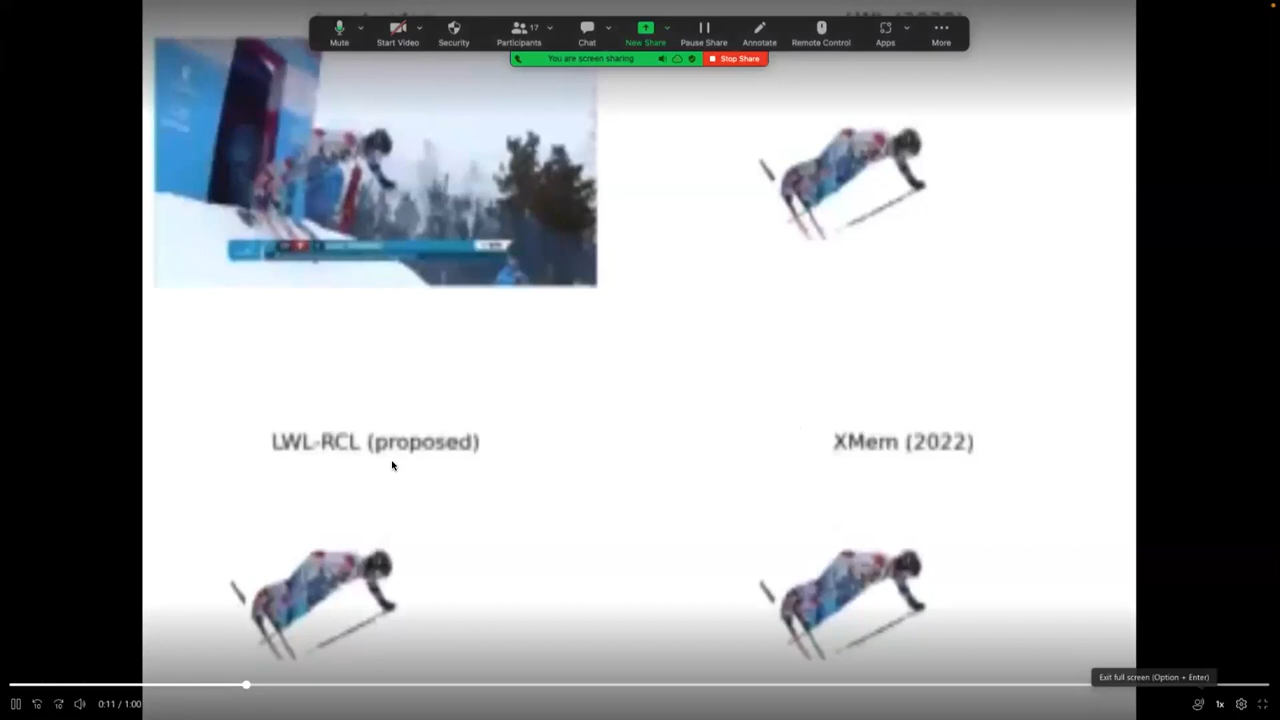 Mute
Start Video
Security
Participants
17
Chat
New Share
Pause Share
Annotate
Remote Control
Apps
More
You are screen sharing
Stop Share
LWL-RCL (proposed)
XMem (2022)
Exit full screen (Option + Enter)
0:11 / 1:00
1x